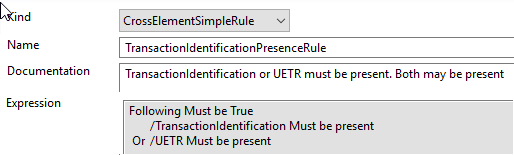 Kind CrossElementSimpleRule
Name TransactionIdentificationPresenceRule
Documentation TransactionIdentification or UETR must be present. Both may be present
Expression
Following Must be True
/TransactionIdentification Must be present
Or /UETR Must be present